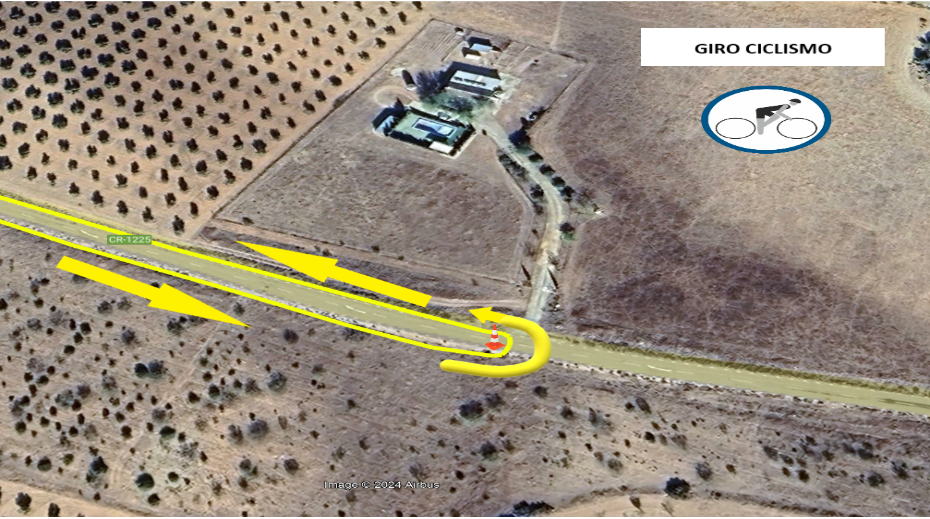 GIRO CICLISMO
CR-1225
Image © 2024 Airbus